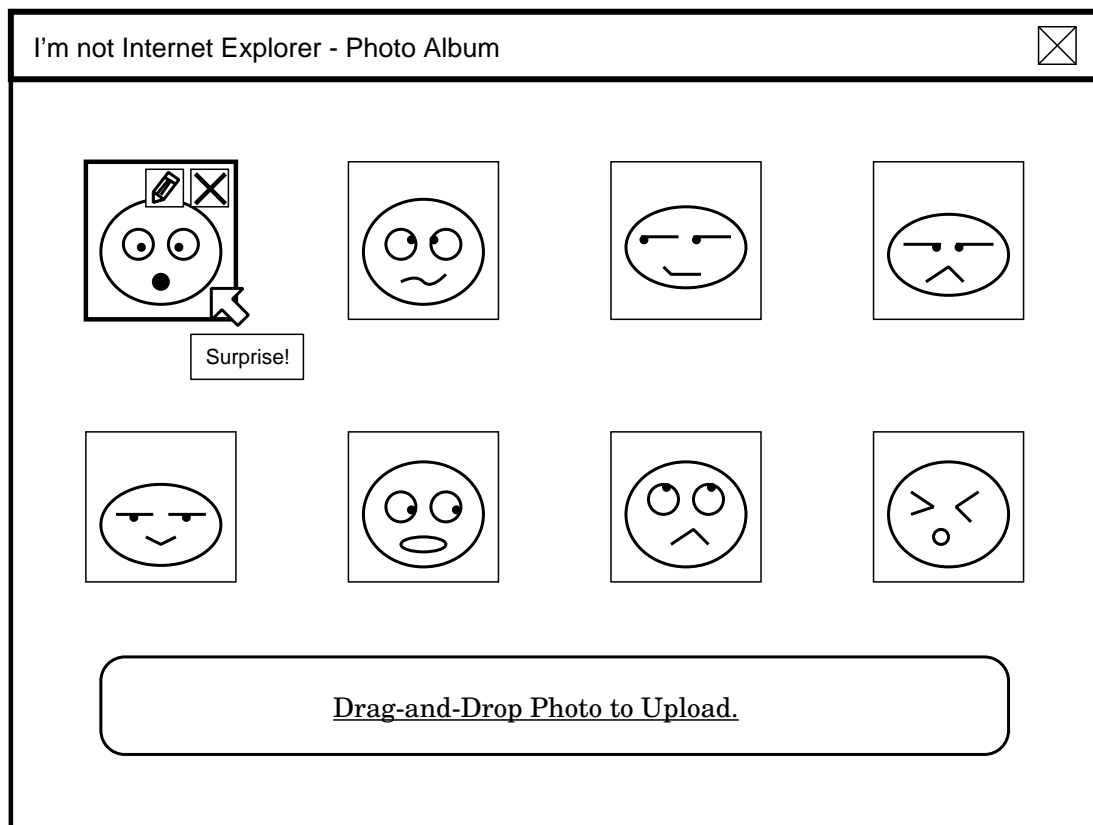 I’m not Internet Explorer - Photo Album
Surprise!
Drag-and-Drop Photo to Upload.